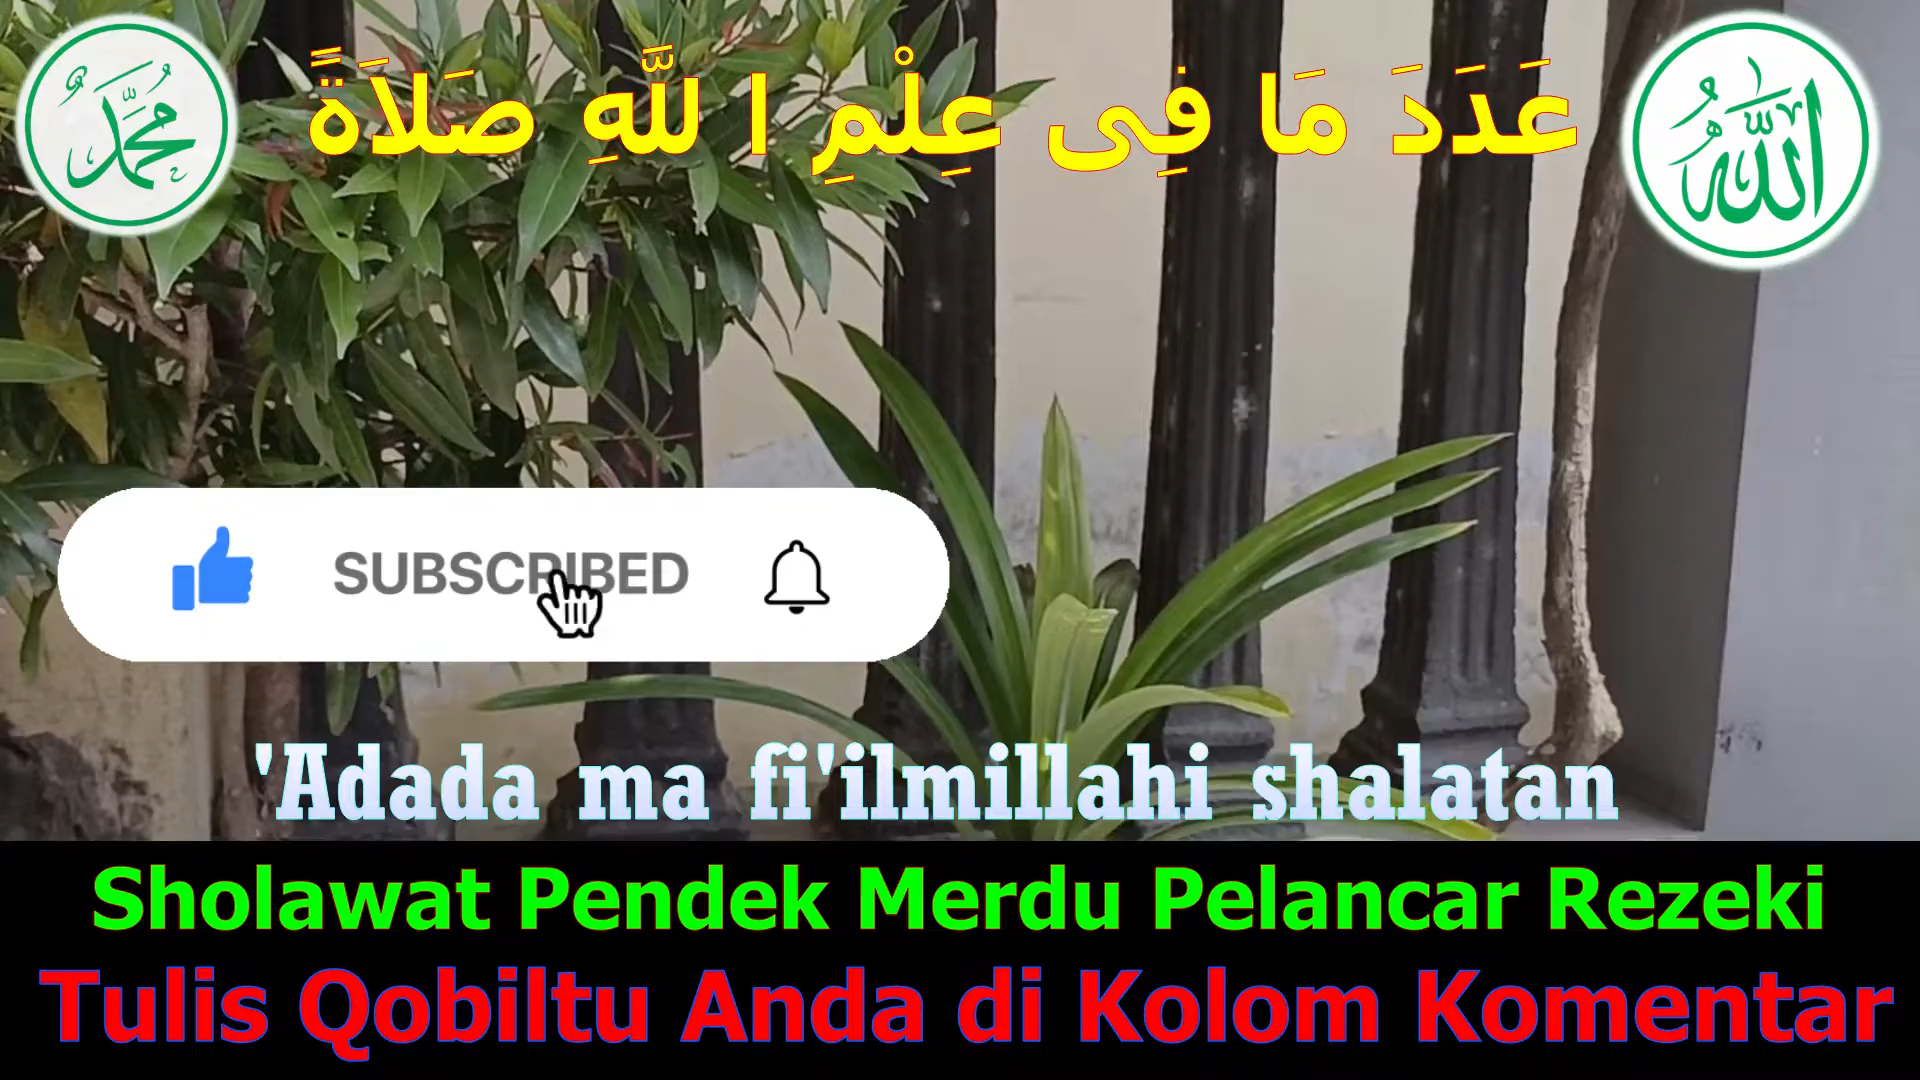 مُحَمَّدٌ
عَدَدَ مَا فِى عِلْمِ ا للَّهِ صَلاَةً
اللهُ
SUBSCRIBED
'Adada ma fi'ilmillahi shalatan
Sholawat Pendek Merdu Pelancar Rezeki
Tulis Qobiltu Anda di Kolom Komentar